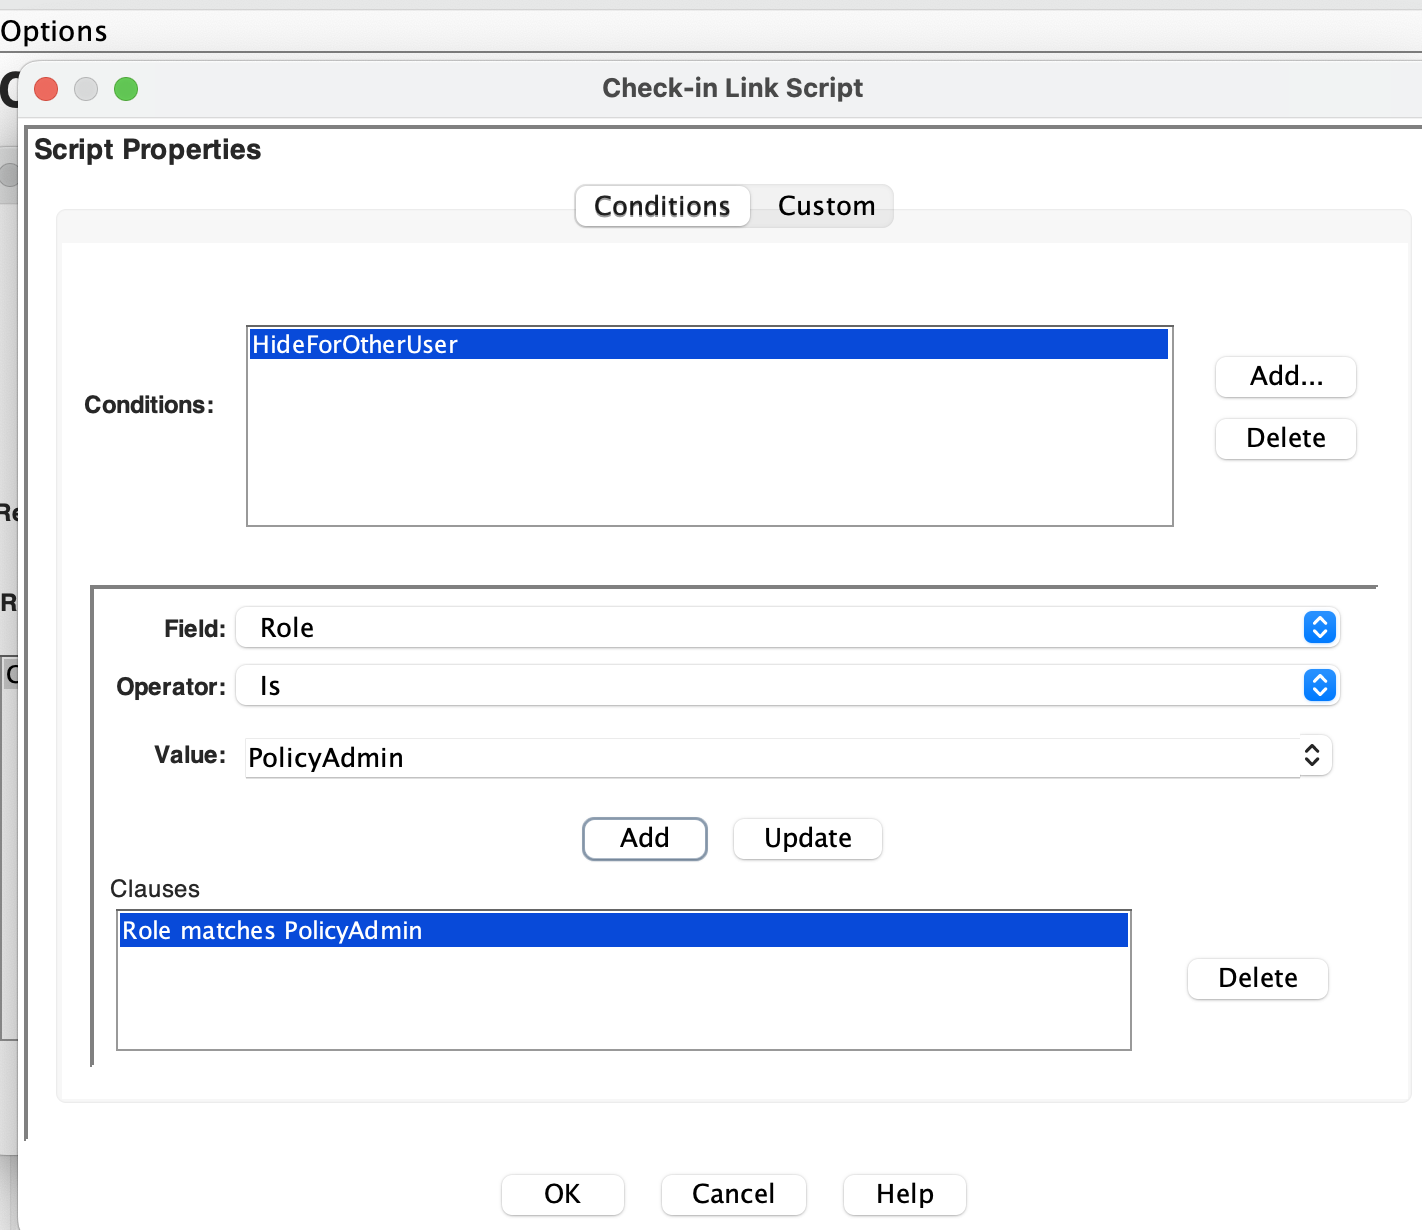 Options
Check-in Link Script
Script Properties
Conditions Custom
Conditions:
HideForOtherUser
Add...
Delete
Field: Role
Operator: Is
Value: PolicyAdmin
Add Update
Clauses
Role matches PolicyAdmin
Delete
OK Cancel Help